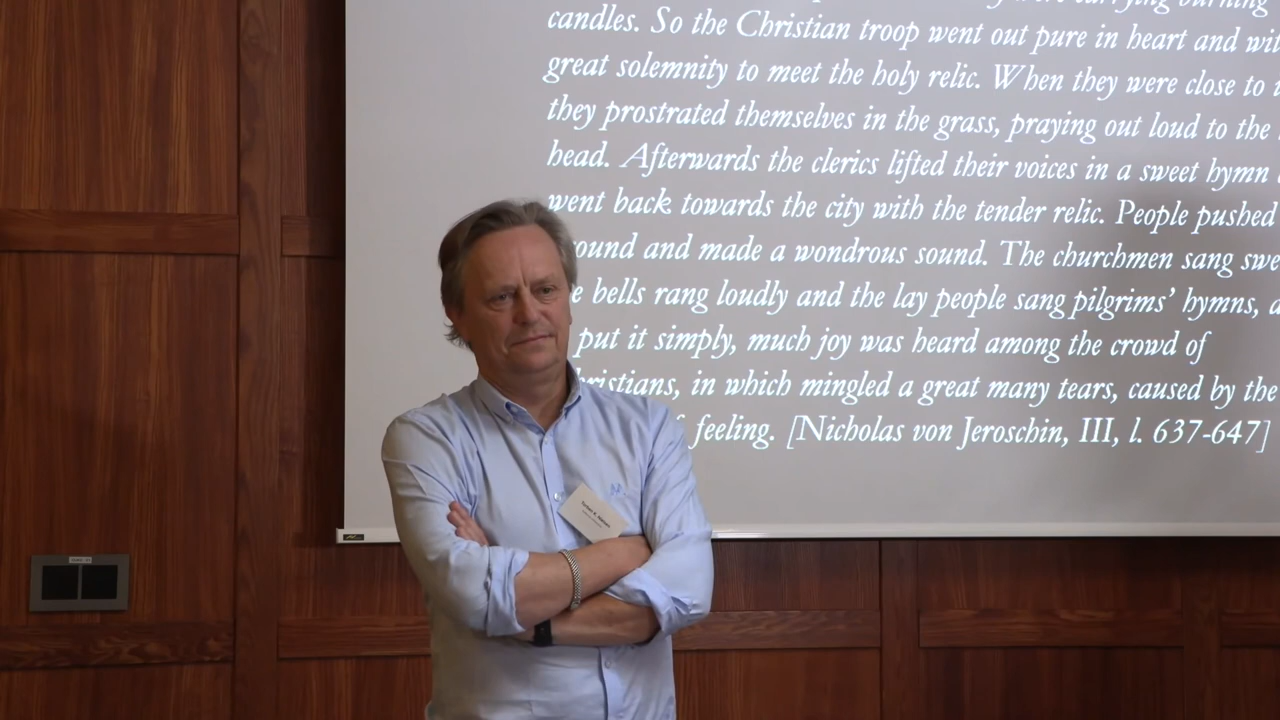 were carrying burning
candles. So the Christian troop went out pure in heart and wit
great solemnity to meet the holy relic. When they were close to
they prostrated themselves in the grass, praying out loud to the
head. Afterwards the clerics lifted their voices in a sweet hymn
went back towards the city with the tender relic. People pushed
ound and made a wondrous sound. The churchmen sang swe
e bells rang loudly and the lay people sang pilgrims' hymns,
put it simply, much joy was heard among the crowd of
hristians, in which mingled a great many tears, caused by the
feeling. [Nicholas von Jeroschin, III, l. 637-647]
Torben K. Nielsen